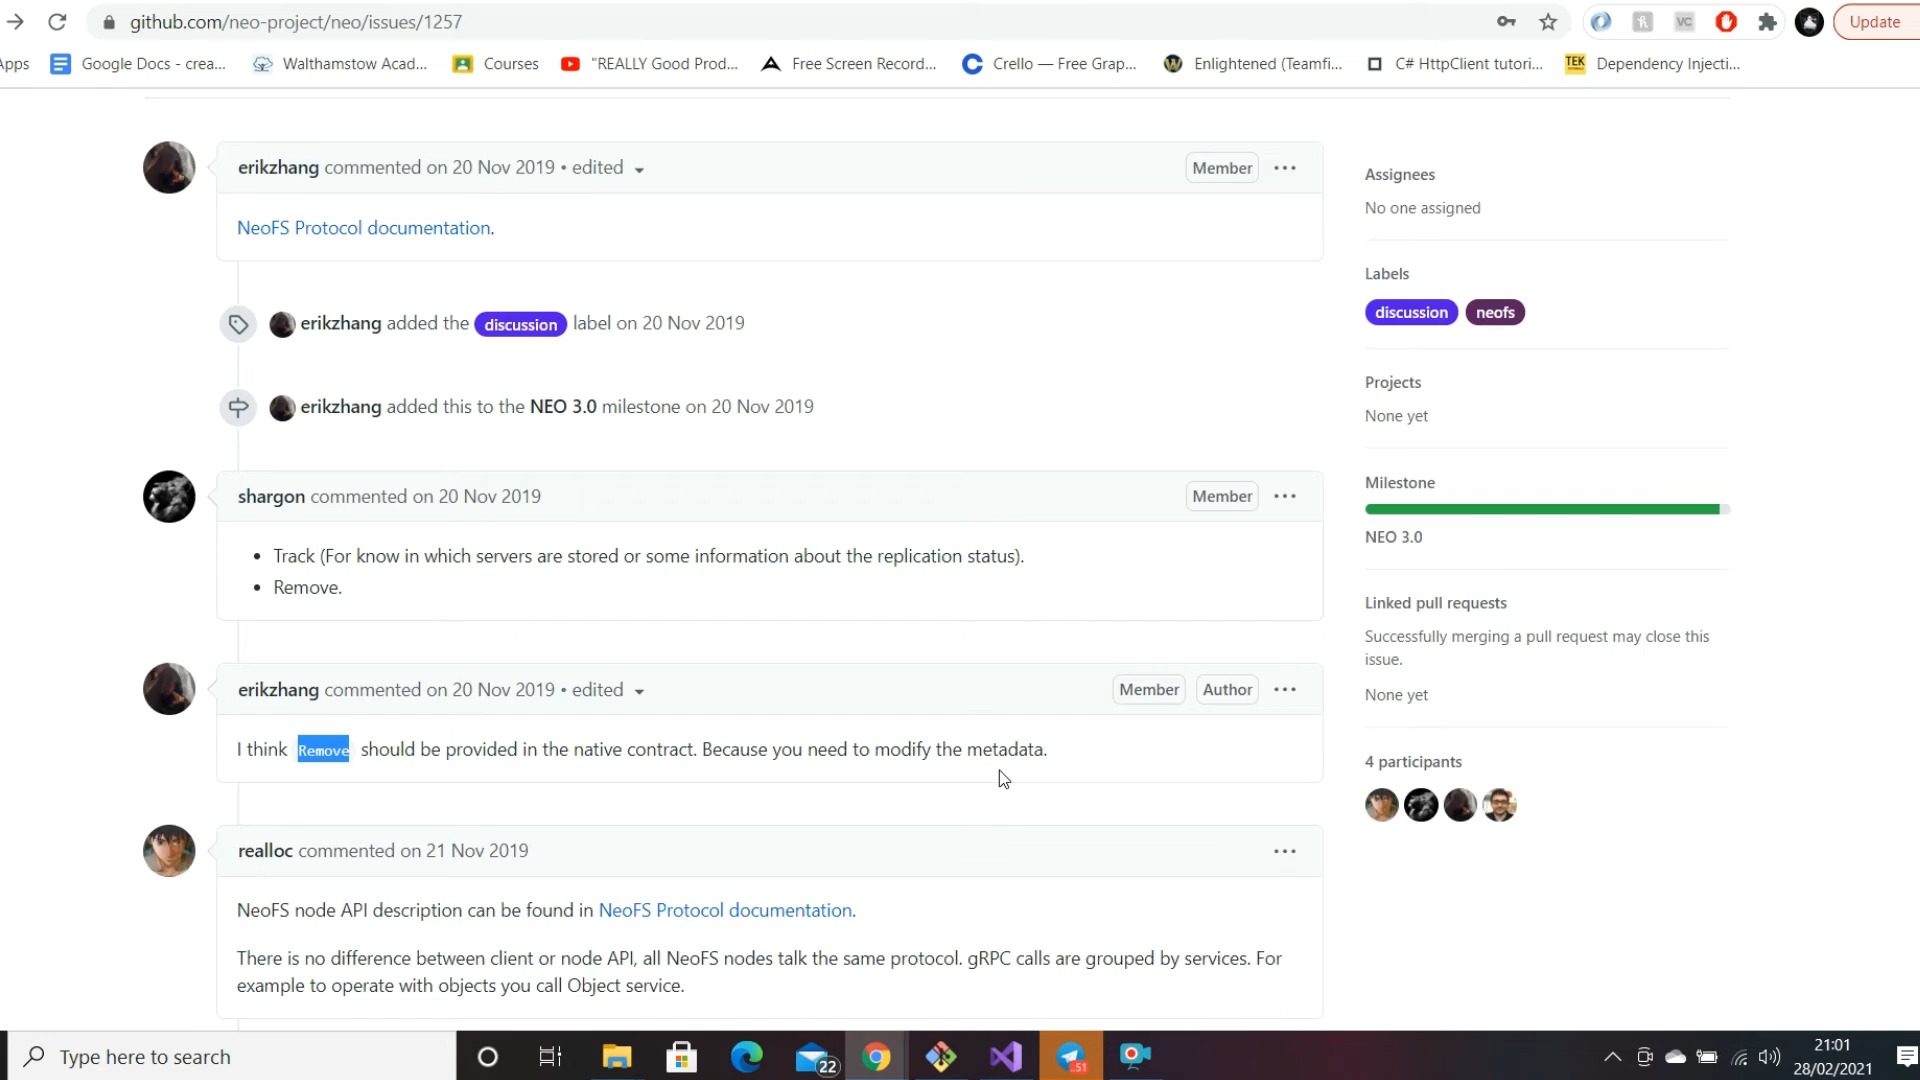 github.com/neo-project/neo/issues/1257
VC
Update
Apps
Google Docs - crea...
Walthamstow Acad...
Courses
"REALLY Good Prod...
Free Screen Record...
Crello — Free Grap...
Enlightened (Teamfi...
C# HttpClient tutori...
TEK
Dependency Injecti...
erikzhang commented on 20 Nov 2019 • edited
Member
NeoFS Protocol documentation.
erikzhang added the discussion label on 20 Nov 2019
erikzhang added this to the NEO 3.0 milestone on 20 Nov 2019
shargon commented on 20 Nov 2019
Member
• Track (For know in which servers are stored or some information about the replication status).
• Remove.
erikzhang commented on 20 Nov 2019 • edited
Member
Author
I think Remove should be provided in the native contract. Because you need to modify the metadata.
realloc commented on 21 Nov 2019
NeoFS node API description can be found in NeoFS Protocol documentation.
There is no difference between client or node API, all NeoFS nodes talk the same protocol. gRPC calls are grouped by services. For
example to operate with objects you call Object service.
Assignees
No one assigned
Labels
discussion
neofs
Projects
None yet
Milestone
NEO 3.0
Linked pull requests
Successfully merging a pull request may close this
issue.
None yet
4 participants
Type here to search
22
51
21:01
28/02/2021